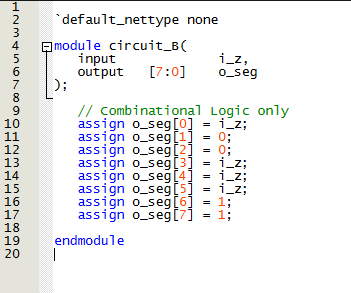 1
2 `default_nettype none
3
4 module circuit_B(
5 input i_z,
6 output [7:0] o_seg
7 );
8
9 // Combinational Logic only
10 assign o_seg[0] = i_z;
11 assign o_seg[1] = 0;
12 assign o_seg[2] = 0;
13 assign o_seg[3] = i_z;
14 assign o_seg[4] = i_z;
15 assign o_seg[5] = i_z;
16 assign o_seg[6] = 1;
17 assign o_seg[7] = 1;
18
19 endmodule
20